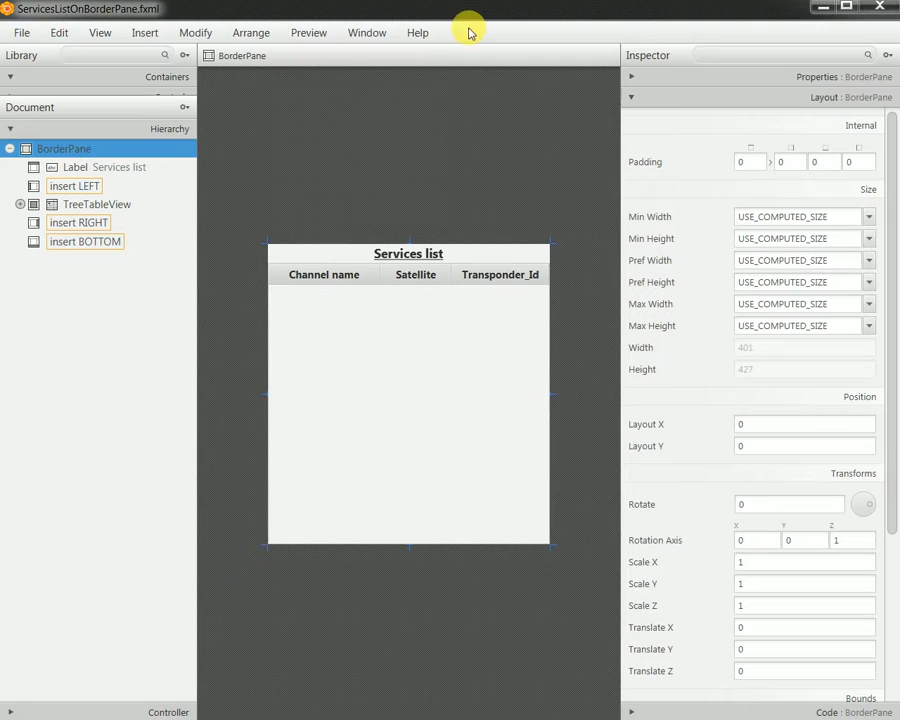 ServicesListOnBorderPane.fxml
File Edit View Insert Modify Arrange Preview Window Help
Library
Containers
Document
Hierarchy
BorderPane
Label Services list
insert LEFT
TreeTableView
insert RIGHT
insert BOTTOM
Controller
BorderPane
Services list
Channel name Satellite Transponder_Id
Inspector
Properties : BorderPane
Layout : BorderPane
Internal
Padding 0 0 0 0
Size
Min Width USE_COMPUTED_SIZE
Min Height USE_COMPUTED_SIZE
Pref Width USE_COMPUTED_SIZE
Pref Height USE_COMPUTED_SIZE
Max Width USE_COMPUTED_SIZE
Max Height USE_COMPUTED_SIZE
Width 401
Height 427
Position
Layout X 0
Layout Y 0
Transforms
Rotate 0
X Y Z
Rotation Axis 0 0 1
Scale X 1
Scale Y 1
Scale Z 1
Translate X 0
Translate Y 0
Translate Z 0
Bounds
Code : BorderPane